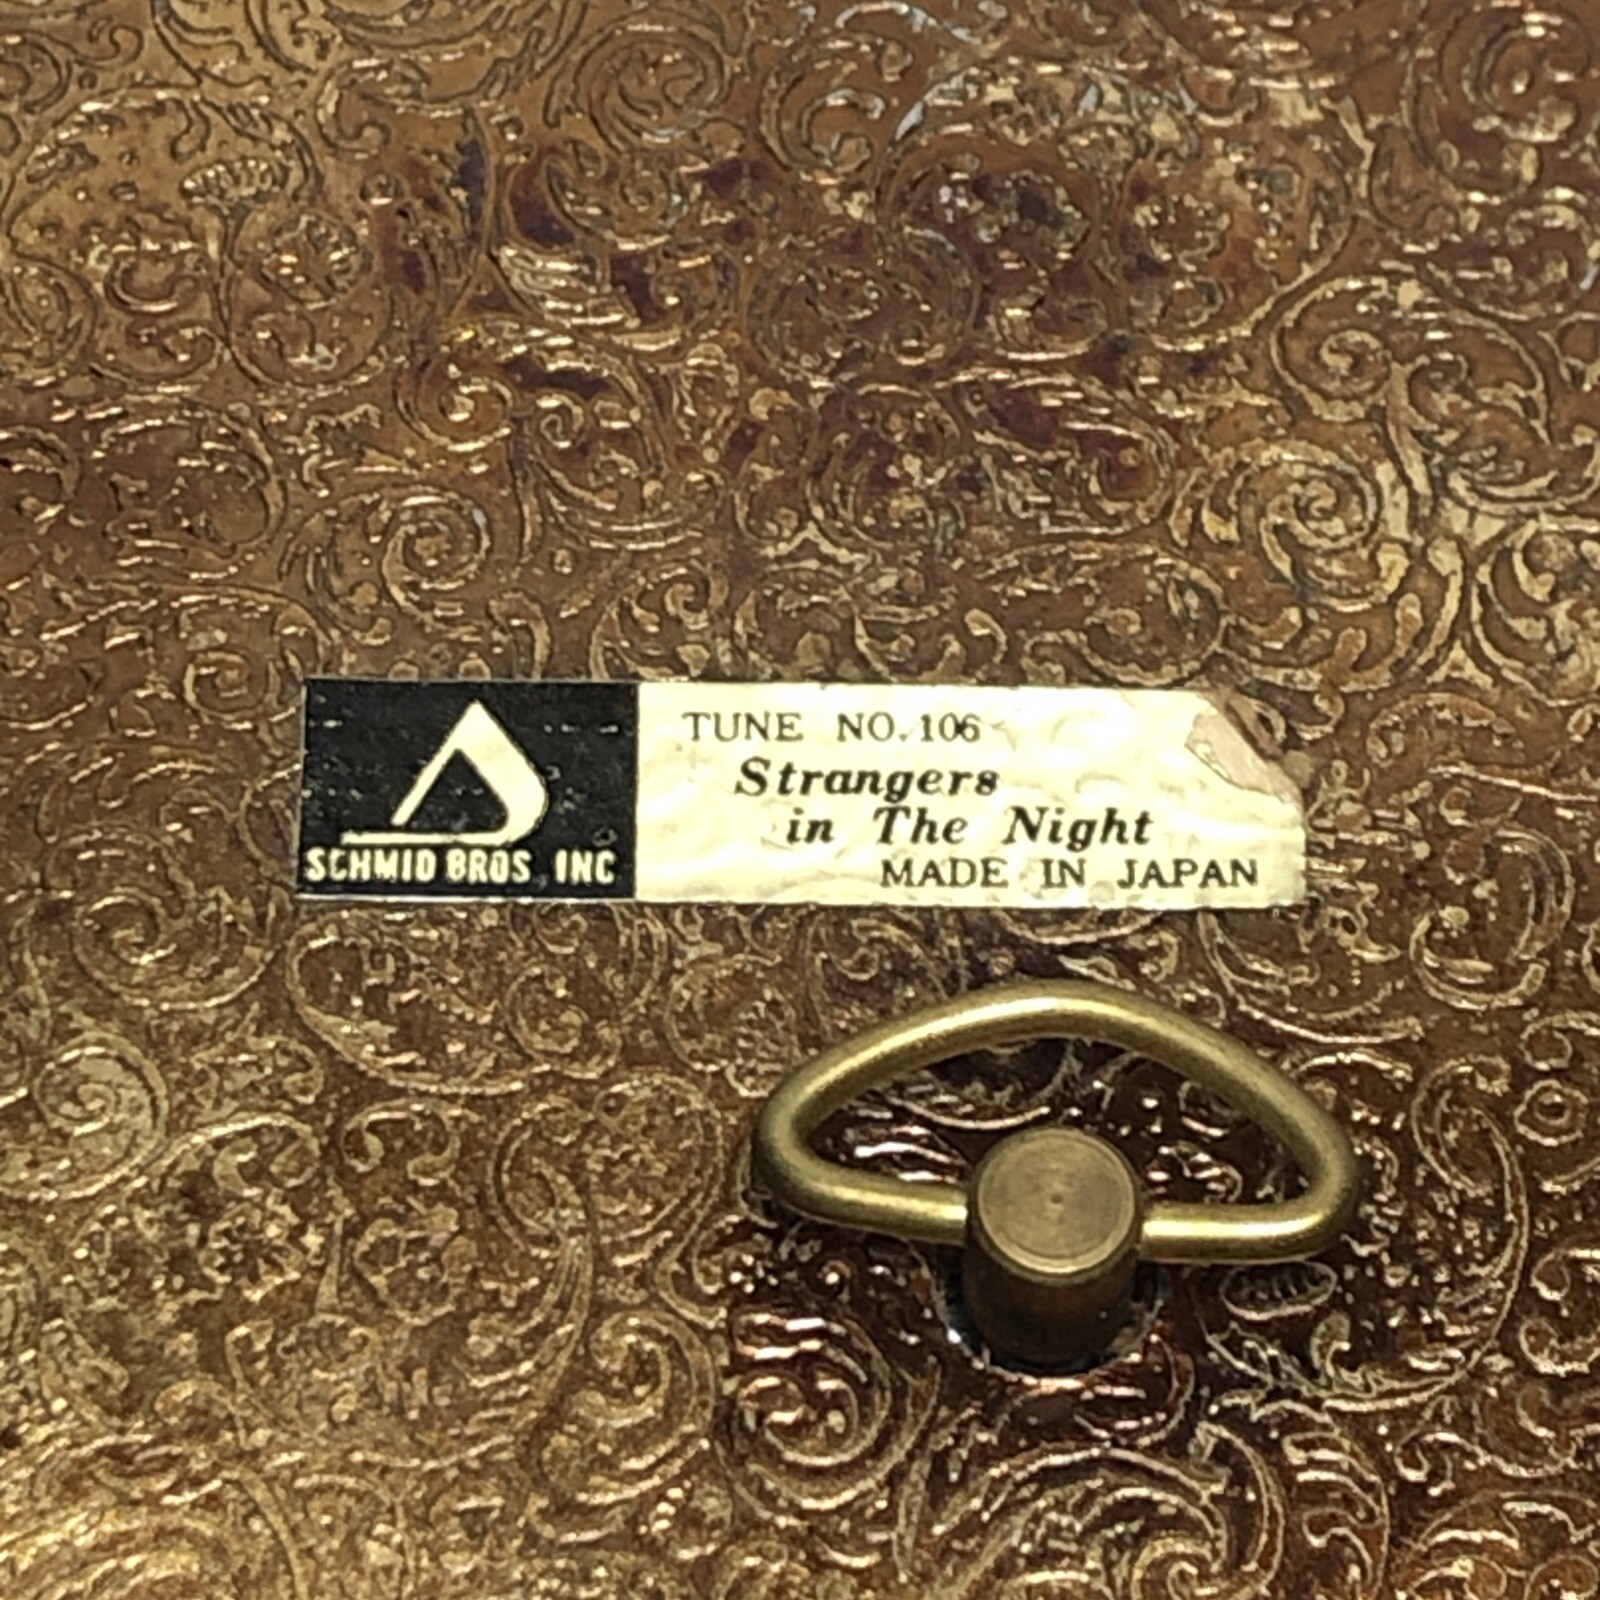 SCHMID BROS. INC
TUNE NO. 106
Strangers
in The Night
MADE IN JAPAN